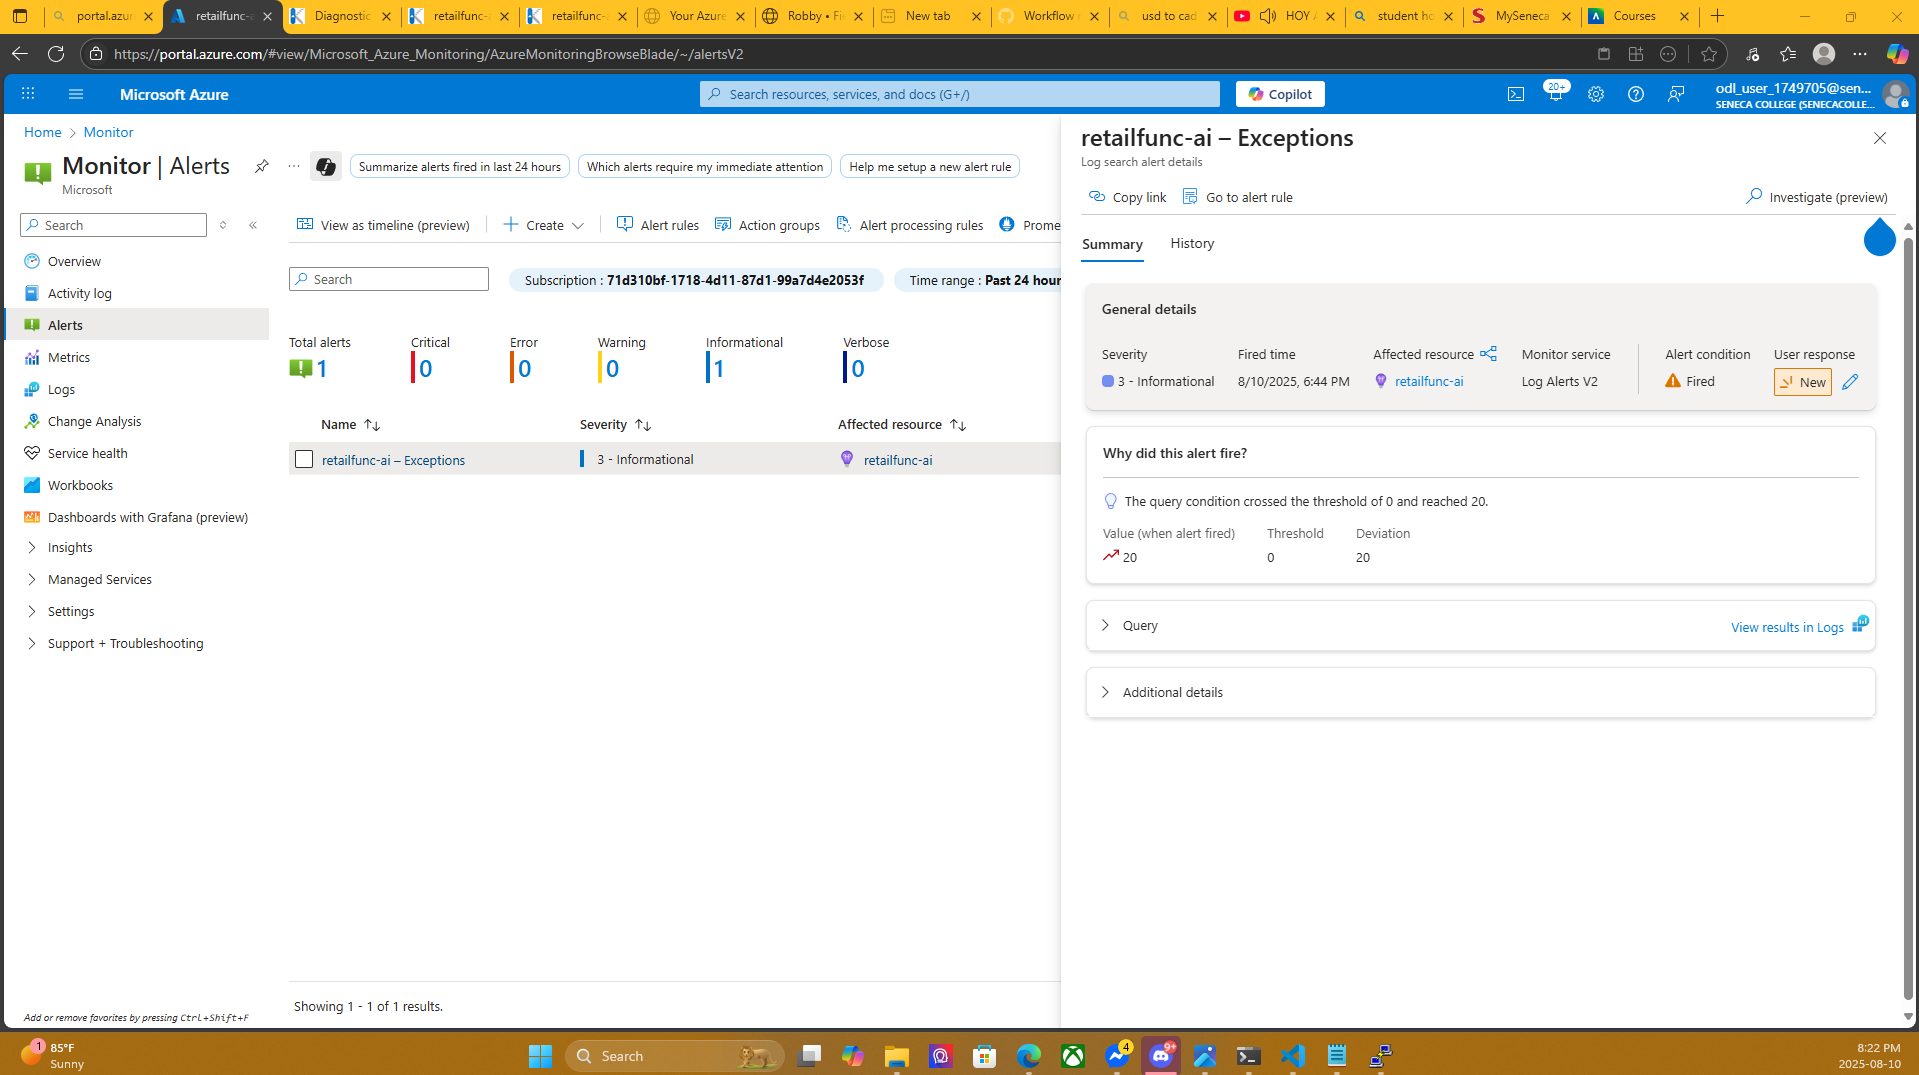 portal.azur
retailfunc-a
Diagnostic
retailfunc-
retailfunc-
Your Azure
Robby • Fi
New tab
Workflow r
usd to cad
HOY
student ho
MySeneca
Courses
https://portal.azure.com/#view/Microsoft_Azure_Monitoring/AzureMonitoringBrowseBlade/~/alertsV2
Microsoft Azure
Search resources, services, and docs (G+/)
Copilot
20+
odl_user_1749705@sen...
SENECA COLLEGE (SENECACOLLE...
Home > Monitor
Monitor | Alerts
Microsoft
Summarize alerts fired in last 24 hours
Which alerts require my immediate attention
Help me setup a new alert rule
Search
Overview
Activity log
Alerts
Metrics
Logs
Change Analysis
Service health
Workbooks
Dashboards with Grafana (preview)
Insights
Managed Services
Settings
Support + Troubleshooting
Add or remove favorites by pressing Ctrl+Shift+F
View as timeline (preview)
Create
Alert rules
Action groups
Alert processing rules
Prome
Search
Subscription : 71d310bf-1718-4d11-87d1-99a7d4e2053f
Time range : Past 24 hour
Total alerts
1
Critical
0
Error
0
Warning
0
Informational
1
Verbose
0
Name
Severity
Affected resource
retailfunc-ai – Exceptions
3 - Informational
retailfunc-ai
Showing 1 - 1 of 1 results.
retailfunc-ai – Exceptions
Log search alert details
Copy link
Go to alert rule
Investigate (preview)
Summary
History
General details
Severity
3 - Informational
Fired time
8/10/2025, 6:44 PM
Affected resource
retailfunc-ai
Monitor service
Log Alerts V2
Alert condition
Fired
User response
New
Why did this alert fire?
The query condition crossed the threshold of 0 and reached 20.
Value (when alert fired)
20
Threshold
0
Deviation
20
Query
View results in Logs
Additional details
1
85°F
Sunny
Search
4
9+
8:22 PM
2025-08-10